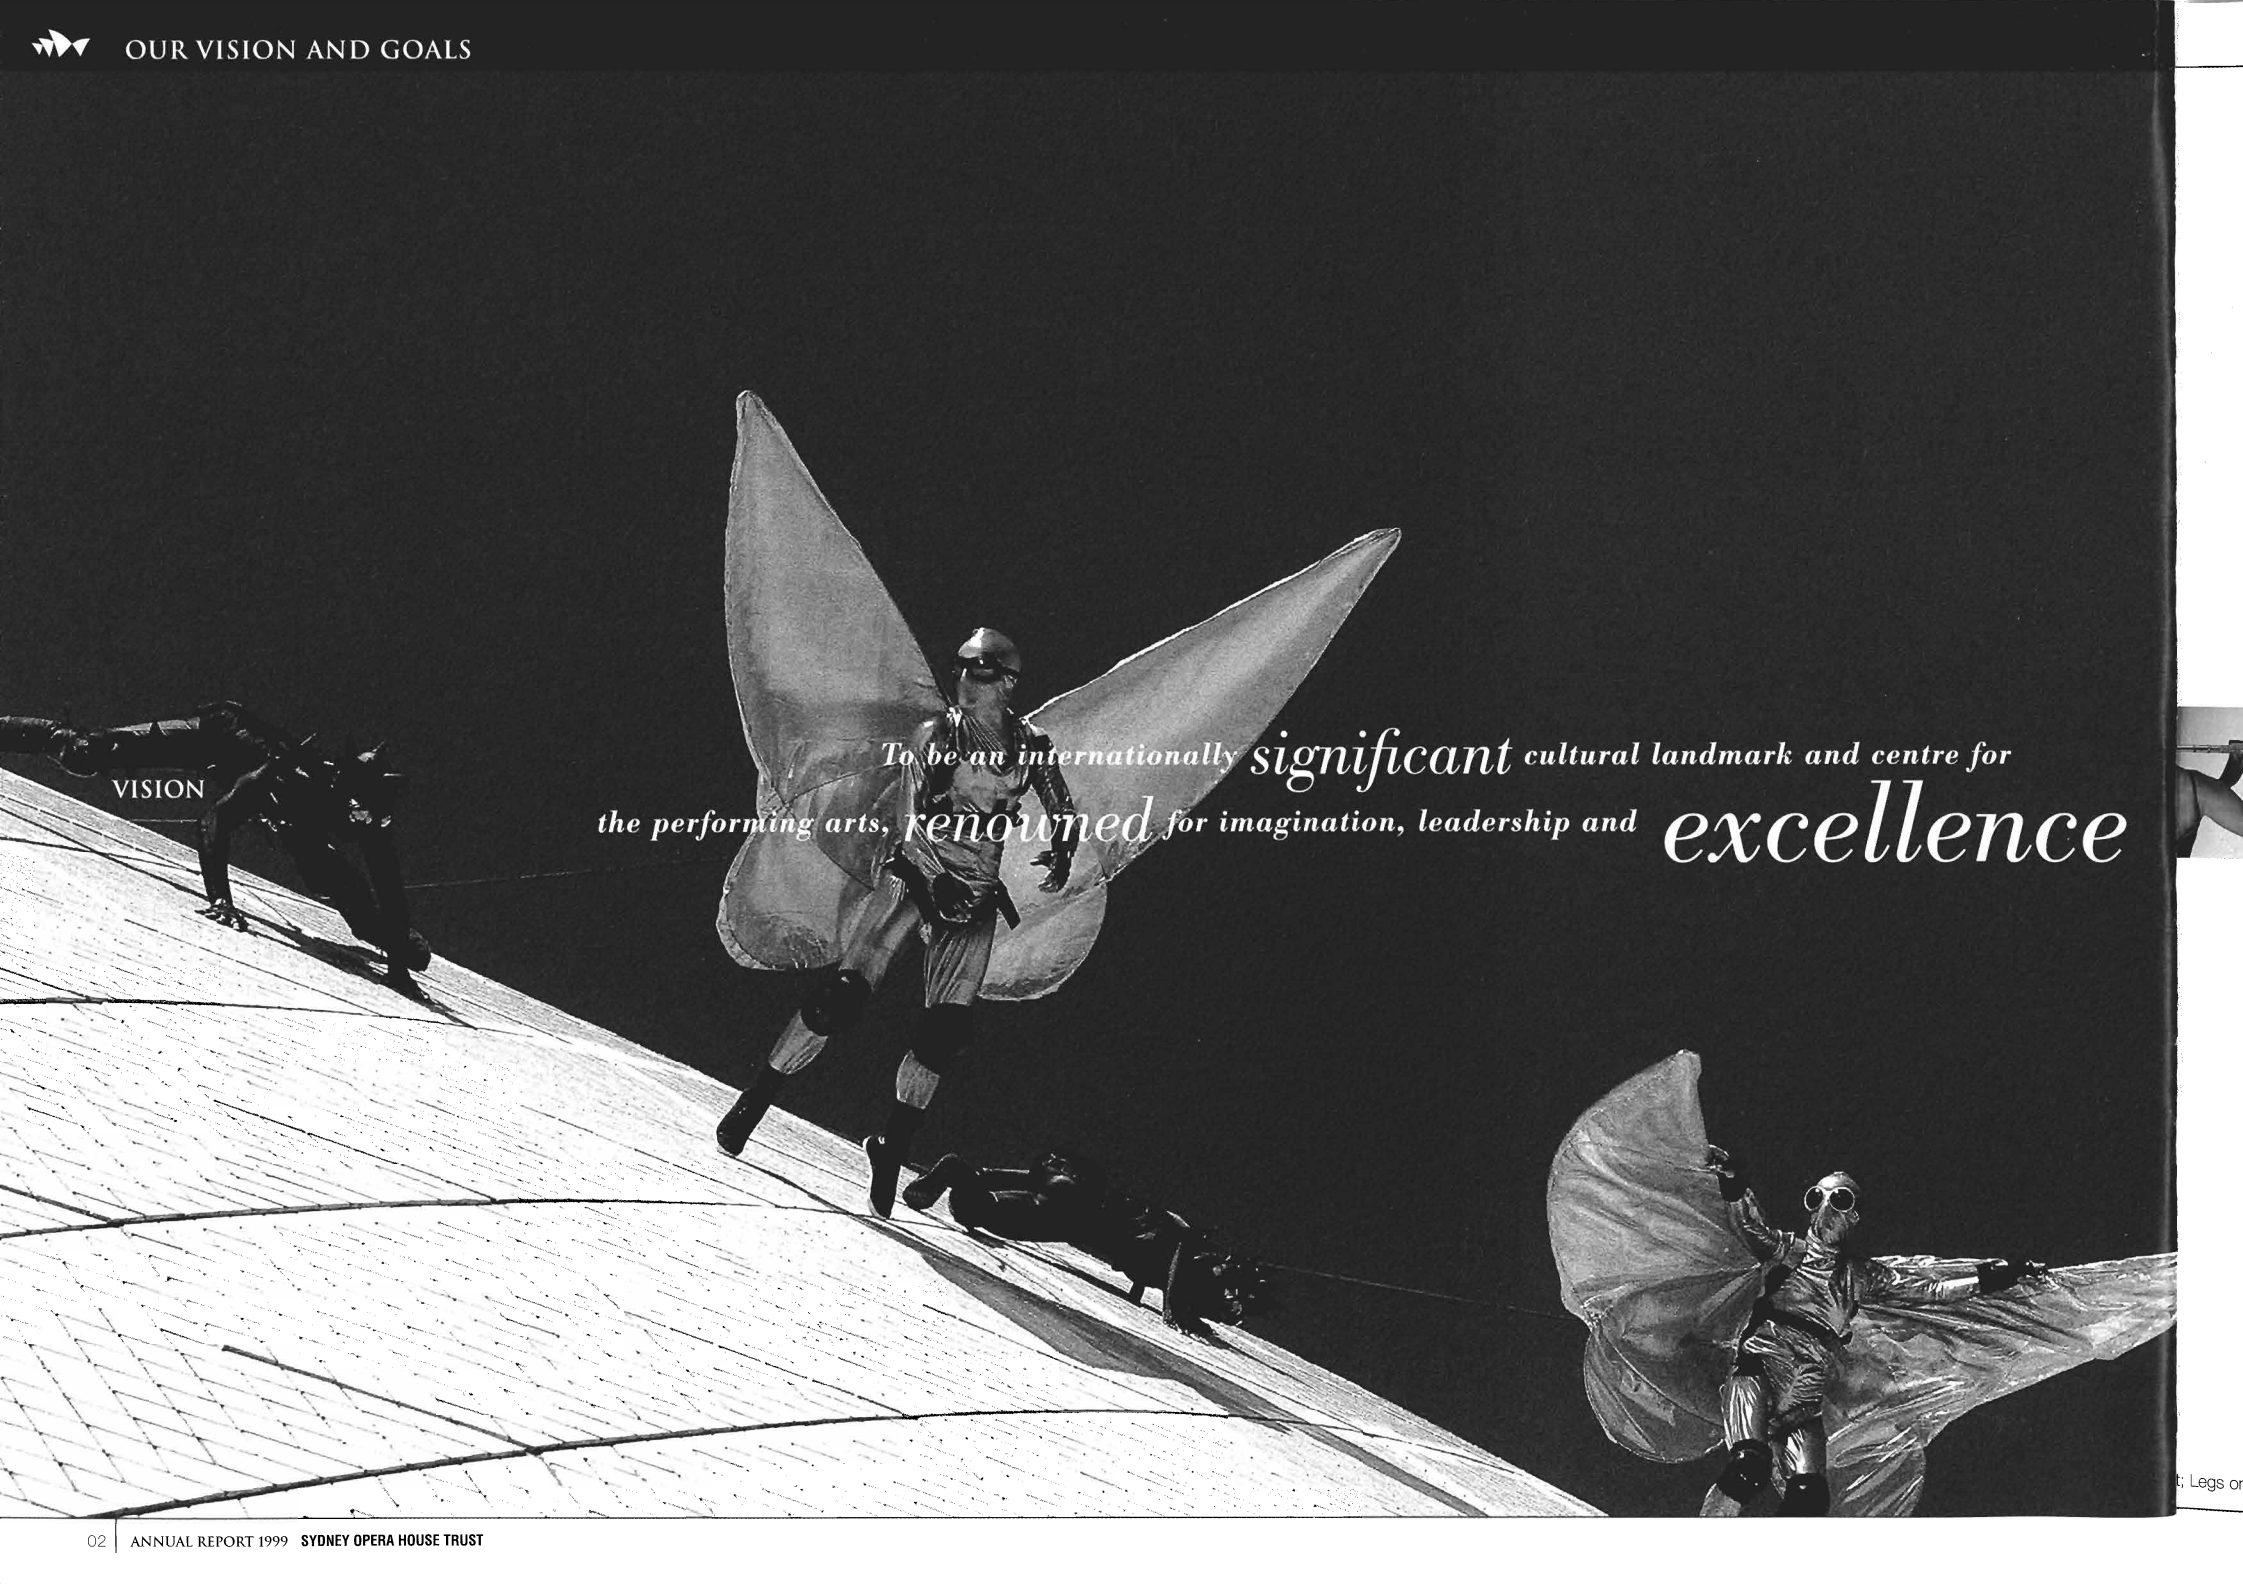 OUR VISION AND GOALS
To be an internationally significant cultural landmark and centre for
VISION
the performing arts, renowned for imagination, leadership and excellence
t; Legs or
02 ANNUAL REPORT 1999 SYDNEY OPERA HOUSE TRUST